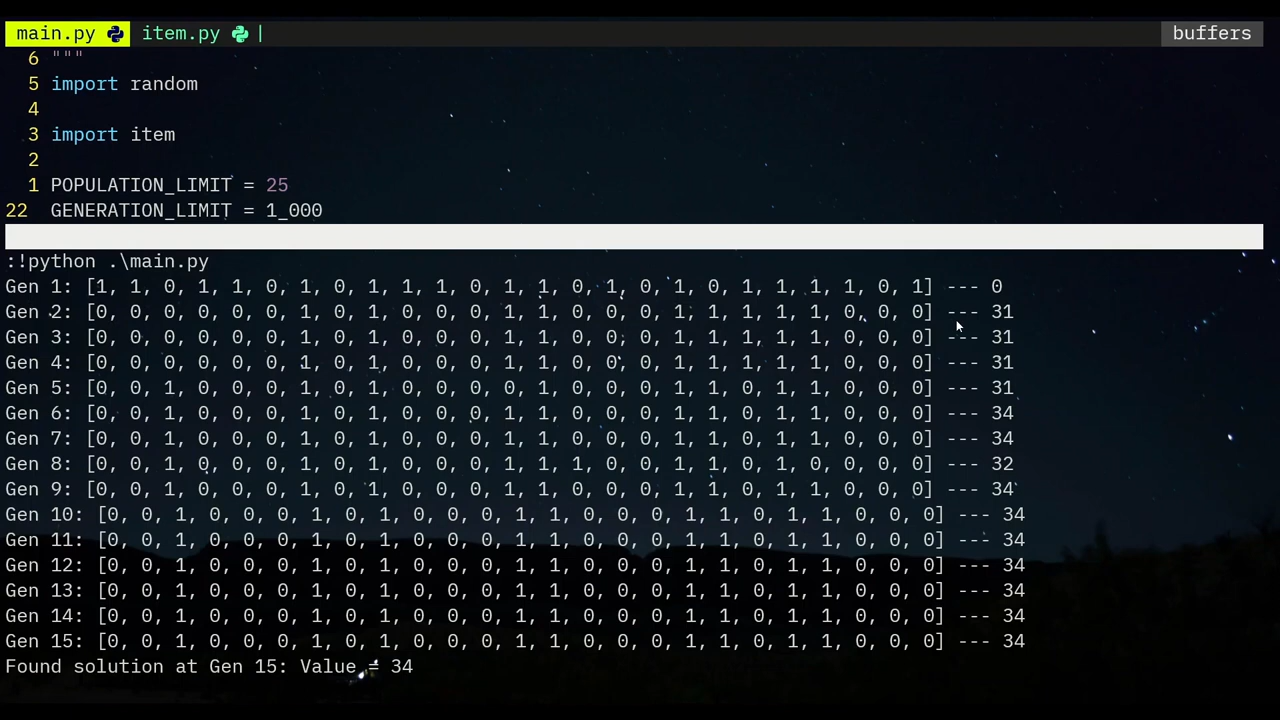 main.py item.py |
buffers
6 """
5 import random
4
3 import item
2
1 POPULATION_LIMIT = 25
22 GENERATION_LIMIT = 1_000
:!python .\main.py
Gen 1: [1, 1, 0, 1, 1, 0, 1, 0, 1, 1, 1, 0, 1, 1, 0, 1, 0, 1, 0, 1, 1, 1, 1, 0, 1] --- 0
Gen 2: [0, 0, 0, 0, 0, 0, 1, 0, 1, 0, 0, 0, 1, 1, 0, 0, 0, 1, 1, 1, 1, 1, 0, 0, 0] --- 31
Gen 3: [0, 0, 0, 0, 0, 0, 1, 0, 1, 0, 0, 0, 1, 1, 0, 0, 0, 1, 1, 1, 1, 1, 0, 0, 0] --- 31
Gen 4: [0, 0, 0, 0, 0, 0, 1, 0, 1, 0, 0, 0, 1, 1, 0, 0, 0, 1, 1, 1, 1, 1, 0, 0, 0] --- 31
Gen 5: [0, 0, 1, 0, 0, 0, 1, 0, 1, 0, 0, 0, 0, 1, 0, 0, 0, 1, 1, 0, 1, 1, 0, 0, 0] --- 31
Gen 6: [0, 0, 1, 0, 0, 0, 1, 0, 1, 0, 0, 0, 1, 1, 0, 0, 0, 1, 1, 0, 1, 1, 0, 0, 0] --- 34
Gen 7: [0, 0, 1, 0, 0, 0, 1, 0, 1, 0, 0, 0, 1, 1, 0, 0, 0, 1, 1, 0, 1, 1, 0, 0, 0] --- 34
Gen 8: [0, 0, 1, 0, 0, 0, 1, 0, 1, 0, 0, 0, 1, 1, 1, 0, 0, 1, 1, 0, 1, 0, 0, 0, 0] --- 32
Gen 9: [0, 0, 1, 0, 0, 0, 1, 0, 1, 0, 0, 0, 1, 1, 0, 0, 0, 1, 1, 0, 1, 1, 0, 0, 0] --- 34
Gen 10: [0, 0, 1, 0, 0, 0, 1, 0, 1, 0, 0, 0, 1, 1, 0, 0, 0, 1, 1, 0, 1, 1, 0, 0, 0] --- 34
Gen 11: [0, 0, 1, 0, 0, 0, 1, 0, 1, 0, 0, 0, 1, 1, 0, 0, 0, 1, 1, 0, 1, 1, 0, 0, 0] --- 34
Gen 12: [0, 0, 1, 0, 0, 0, 1, 0, 1, 0, 0, 0, 1, 1, 0, 0, 0, 1, 1, 0, 1, 1, 0, 0, 0] --- 34
Gen 13: [0, 0, 1, 0, 0, 0, 1, 0, 1, 0, 0, 0, 1, 1, 0, 0, 0, 1, 1, 0, 1, 1, 0, 0, 0] --- 34
Gen 14: [0, 0, 1, 0, 0, 0, 1, 0, 1, 0, 0, 0, 1, 1, 0, 0, 0, 1, 1, 0, 1, 1, 0, 0, 0] --- 34
Gen 15: [0, 0, 1, 0, 0, 0, 1, 0, 1, 0, 0, 0, 1, 1, 0, 0, 0, 1, 1, 0, 1, 1, 0, 0, 0] --- 34
Found solution at Gen 15: Value = 34